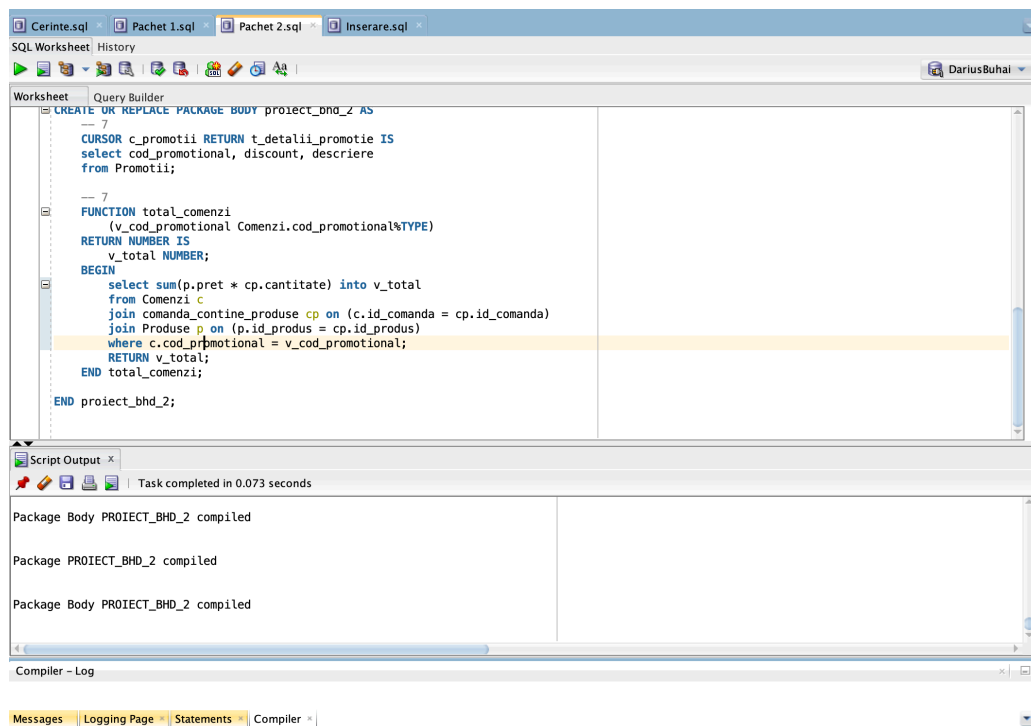 Cerinte.sql × Pachet 1.sql × Pachet 2.sql × Inserare.sql ×
SQL Worksheet History
DariusBuhai
Worksheet Query Builder
CREATE OR REPLACE PACKAGE BODY proiect_bhd_2 AS
-- 7
CURSOR c_promotii RETURN t_detalii_promotie IS
select cod_promotional, discount, descriere
from Promotii;
-- 7
FUNCTION total_comenzi
(v_cod_promotional Comenzi.cod_promotional%TYPE)
RETURN NUMBER IS
v_total NUMBER;
BEGIN
select sum(p.pret * cp.cantitate) into v_total
from Comenzi c
join comanda_contine_produse cp on (c.id_comanda = cp.id_comanda)
join Produse p on (p.id_produs = cp.id_produs)
where c.cod_promotional = v_cod_promotional;
RETURN v_total;
END total_comenzi;
END proiect_bhd_2;
Script Output ×
Task completed in 0.073 seconds
Package Body PROIECT_BHD_2 compiled
Package PROIECT_BHD_2 compiled
Package Body PROIECT_BHD_2 compiled
Compiler - Log
Messages Logging Page × Statements × Compiler ×